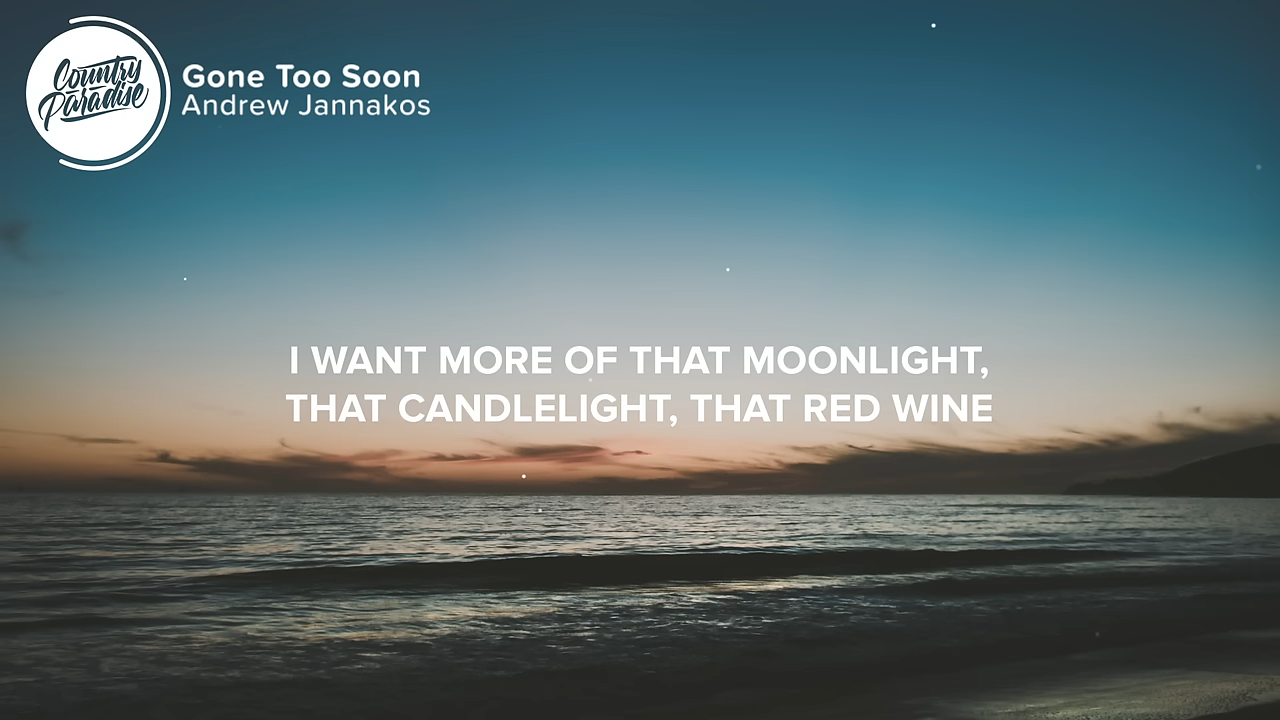 Country
Paradise
Gone Too Soon
Andrew Jannakos
I WANT MORE OF THAT MOONLIGHT,
THAT CANDLELIGHT, THAT RED WINE